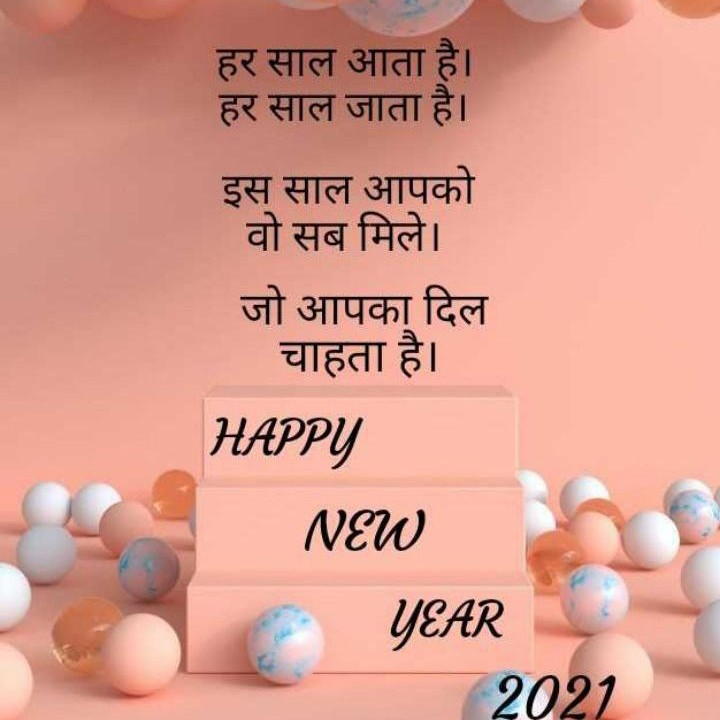 हर साल आता है।
हर साल जाता है।
इस साल आपको
वो सब मिले।
जो आपका दिल
चाहता है।
HAPPY
NEW
YEAR
2021